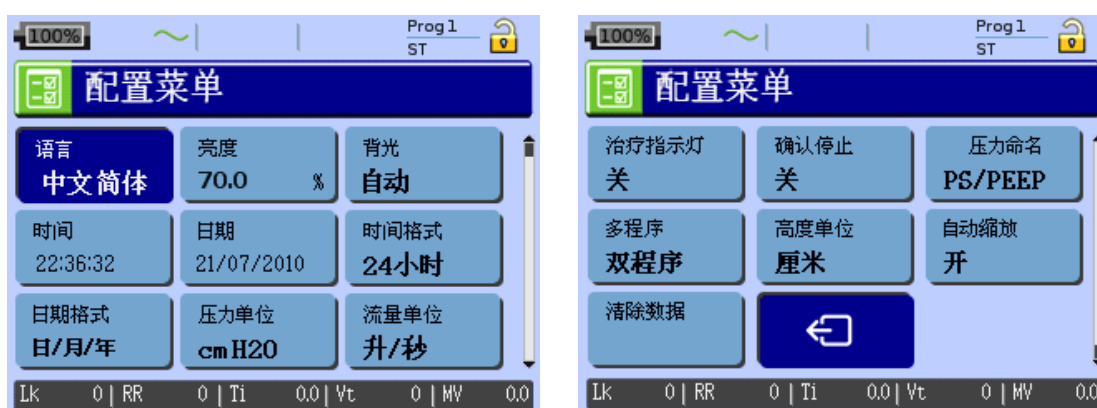 100% Prog1
ST
配置菜单
语言 亮度 背光
中文简体 70.0 % 自动
时间 日期 时间格式
22:36:32 21/07/2010 24小时
日期格式 压力单位 流量单位
日/月/年 cmH2O 升/秒
Lk 0 | RR 0 | Ti 0.0 | Vt 0 | MV 0.0
100% Prog1
ST
配置菜单
治疗指示灯 确认停止 压力命名
关 关 PS/PEEP
多程序 高度单位 自动缩放
双程序 厘米 开
清除数据
Lk 0 | RR 0 | Ti 0.0 | Vt 0 | MV 0.0